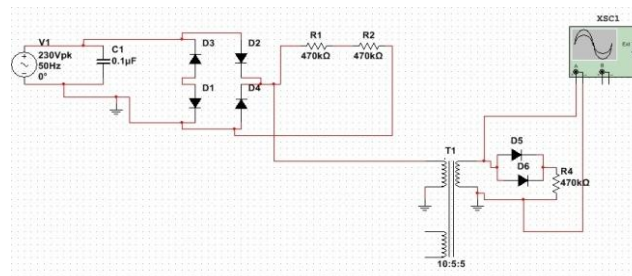 XSC1
V1
230Vpk
50Hz
0°
C1
0.1µF
D3
D2
D1
D4
R1
470kΩ
R2
470kΩ
A
B
T1
10:5:5
D5
D6
R4
470kΩ